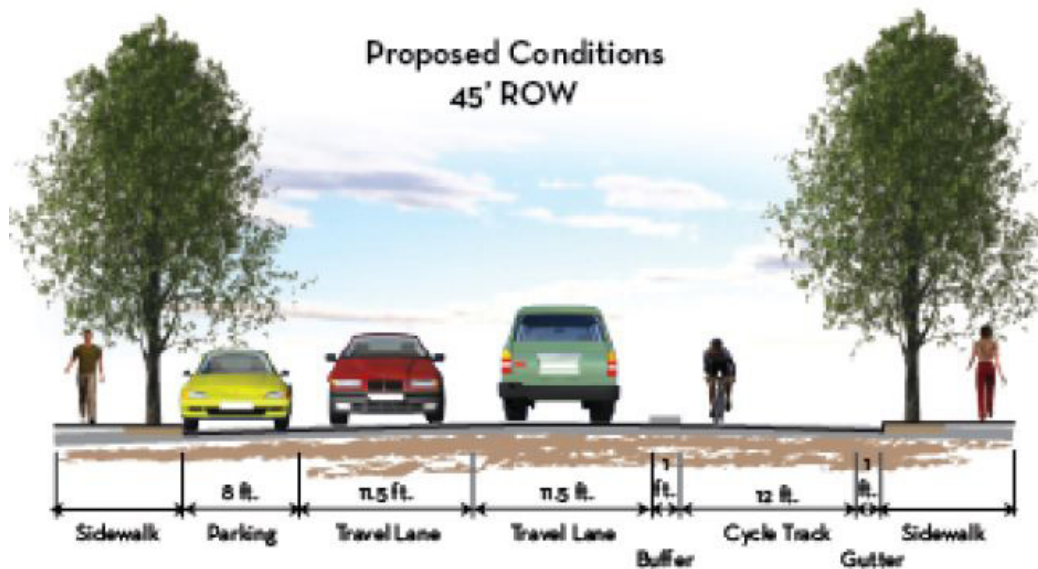 Proposed Conditions
45' ROW
8 ft. 11.5 ft. 11.5 ft. 1 ft. 12 ft. 1 ft.
Sidewalk Parking Travel Lane Travel Lane Buffer Cycle Track Gutter Sidewalk